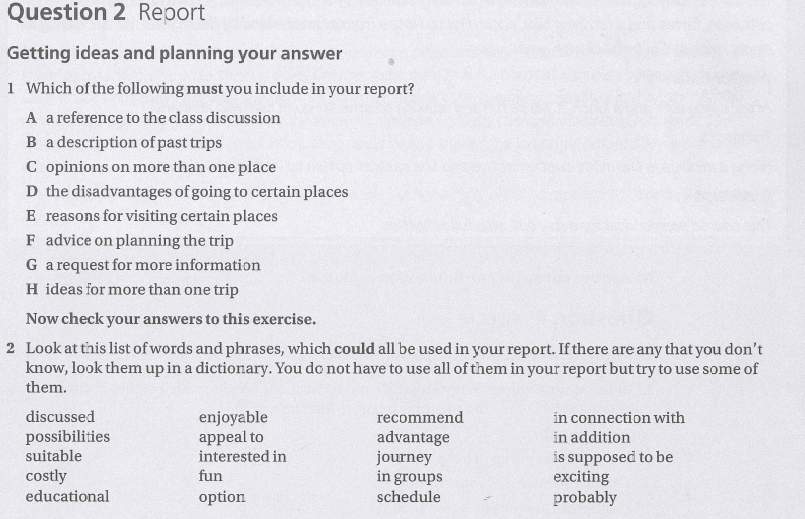 Question 2 Report
Getting ideas and planning your answer
1 Which of the following must you include in your report?
A a reference to the class discussion
B a description of past trips
C opinions on more than one place
D the disadvantages of going to certain places
E reasons for visiting certain places
F advice on planning the trip
G a request for more information
H ideas for more than one trip
Now check your answers to this exercise.
2 Look at this list of words and phrases, which could all be used in your report. If there are any that you don't
know, look them up in a dictionary. You do not have to use all of them in your report but try to use some of
them.
discussed enjoyable recommend in connection with
possibilities appeal to advantage in addition
suitable interested in journey is supposed to be
costly fun in groups exciting
educational option schedule probably